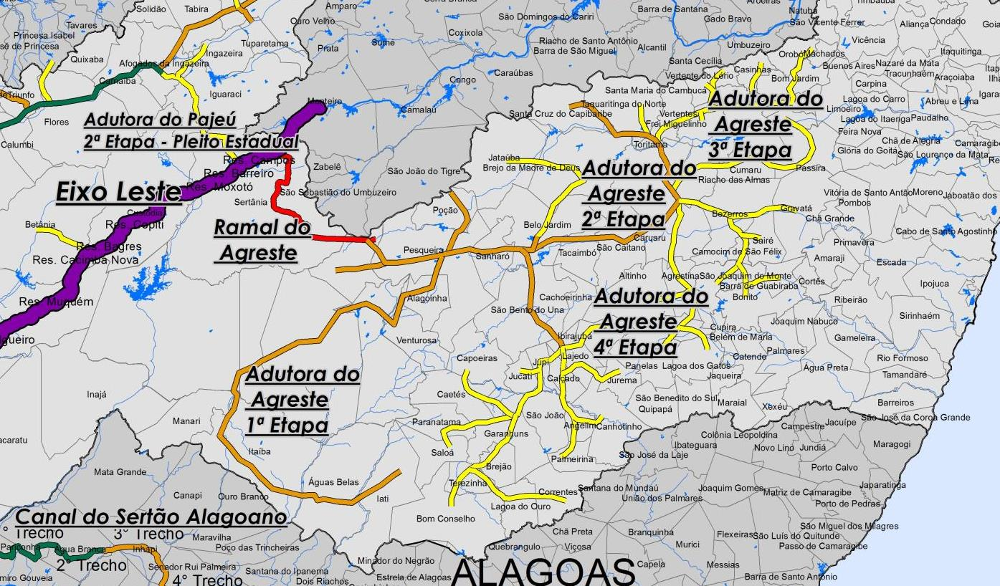 Solidão
Tabira
Amparo
Ouro Velho
São Domingos do Cariri
Barra de Santana
Gado Bravo
Natuba
São Vicente Ferrer
Tavares
Princesa Isabel
sé de Princesa
Tuparetama
Prata
Sumé
Coxixola
Riacho de Santo Antônio
Barra de São Miguel
Alcantil
Umbuzeiro
Aliança
Condado
Goia
Vicência
Quixaba
Afogados da Ingazeira
Ingazeira
Caraúbas
Santa Cecília
Orobó
Machados
Itaquitinga
Buenos Aires
Nazaré da Mata
Tracunhaém
Araçoiaba
Carnaíba
Iguaraci
Congo
Vertente do Lério
Casinhas
Bom Jardim
Carpina
Triunfo
Monteiro
Camalau
Santa Maria do Cambucá
Lagoa do Carro
Abreu e Lima
Igara
Flores
Adutora do Pajeú
2ª Etapa - Pleito Estadual
Santa Cruz do Capibaribe
Taquaritinga do Norte
Vertentes
Frei Miguelinho
Adutora do
Agreste
3ª Etapa
Limoeiro
Lagoa do Itaenga
Paudalho
Feira Nova
Calumbi
Toritama
Chã de Alegria
Camaragibe
Glória do Goitá
São Lourenço da Mata
Res. Campos
Res. Barreiro
Res. Moxotó
Zabelê
São João do Tigre
Jataúba
Brejo da Madre de Deus
Adutora do
Agreste
2ª Etapa
Cumaru
Riacho das Almas
Passira
Eixo Leste
São Sebastião do Umbuzeiro
Sertânia
Vitória de Santo Antão
Moreno
Jaboatão dos
Pombos
Custódia
Res. Copiti
Betânia
Poção
Bezerros
Gravatá
Chã Grande
Ramal do
Agreste
Belo Jardim
Caruaru
Cabo de Santo Agostinho
Res. Bagres
Res. Cacimba Nova
Pesqueira
Sanharó
Tacaimbó
São Caitano
Sairé
Camocim de São Félix
Primavera
Amaraji
Escada
Altinho
Agrestina
São Joaquim do Monte
Barra de Guabiraba
Cortês
Ipojuca
Res. Muquém
Alagoinha
Cachoeirinha
Adutora do
Agreste
4ª Etapa
Bonito
Ribeirão
São Bento do Una
Sirinhaém
gueiro
Venturosa
Ibirajuba
Cupira
Belém de Maria
Joaquim Nabuco
Gameleira
Capoeiras
Lajedo
Catende
Palmares
Rio Formoso
Adutora do
Agreste
1ª Etapa
Jupi
Jucati
Calçado
Jurema
Panelas
Lagoa dos Gatos
Jaqueira
Água Preta
Tamandaré
Inajá
Caetés
São Benedito do Sul
Quipapá
Maraial
Xexéu
Barreiros
Manari
Paranatama
São João
Angelim
Canhotinho
São José da Coroa Grande
acaratu
Garanhuns
Campestre
Jacuípe
Colônia Leopoldina
Ibateguara
Novo Lino
Jundiá
Maragogi
Itaíba
Saloá
Palmeirina
São José da Laje
Mata Grande
Brejão
Porto Calvo
Águas Belas
Terezinha
Correntes
Santana do Mundaú
Joaquim Gomes
Matriz de Camaragibe
Japaratinga
Canapi
Ouro Branco
Iati
Lagoa do Ouro
União dos Palmares
Porto de Pedras
Canal do Sertão Alagoano
Bom Conselho
° Trecho
3° Trecho
Maravilha
Chã Preta
Branquinha
Flexeiras
São Miguel dos Milagres
São Luís do Quitunde
Pariconha
Água Branca
Inhapi
Poço das Trincheiras
Quebrangulo
Viçosa
Murici
Passo de Camaragibe
2° Trecho
Senador Rui Palmeira
Minador do Negrão
ALAGOAS
Capela
Messias
miro Gouveia
4° Trecho
Santana do Ipanema
Dois Riachos
Estrela de Alagoas
Barra de Santo Antônio